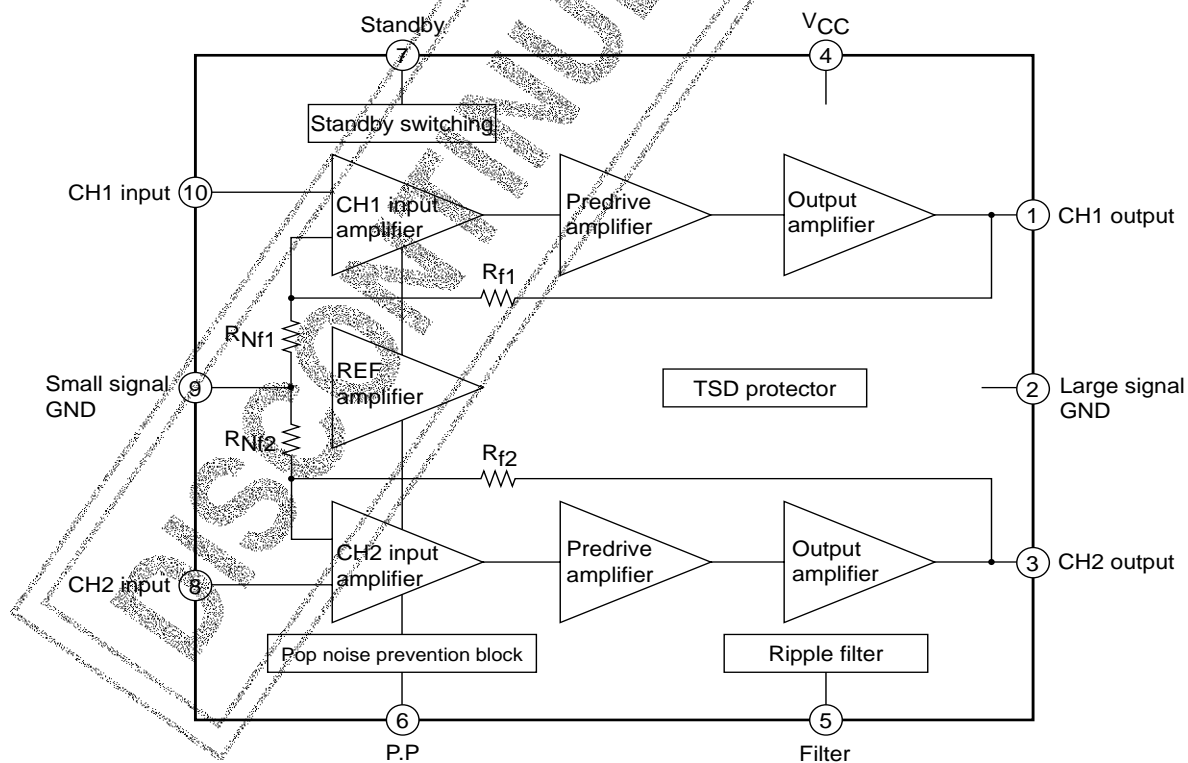 Standby
VCC
7
4
Standby switching
CH1 input
10
CH1 input
amplifier
Predrive
amplifier
Output
amplifier
1
CH1 output
Rf1
RNf1
Small signal
GND
9
REF
amplifier
TSD protector
2
Large signal
GND
RNf2
Rf2
CH2 input
8
CH2 input
amplifier
Predrive
amplifier
Output
amplifier
3
CH2 output
Pop noise prevention block
Ripple filter
6
5
P.P
Filter
DISCONTINUE